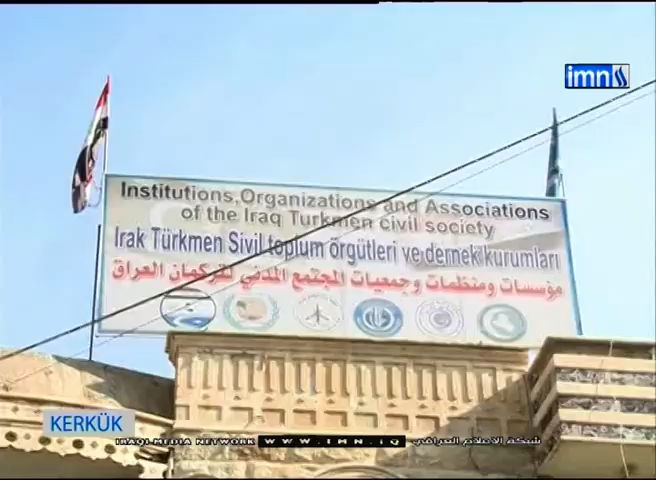 imn
Institutions,Organizations and Associations
of the Iraq Turkmen civil society
Irak Türkmen Sivil toplum örgütleri ve dernek kurumları
مؤسسات ومنظمات وجمعيات المجتمع المدني لتركمان العراق
KERKÜK
IRAQI MEDIA NETWORK
WWW.IMN.IQ
شبكة الاعلام العراقي